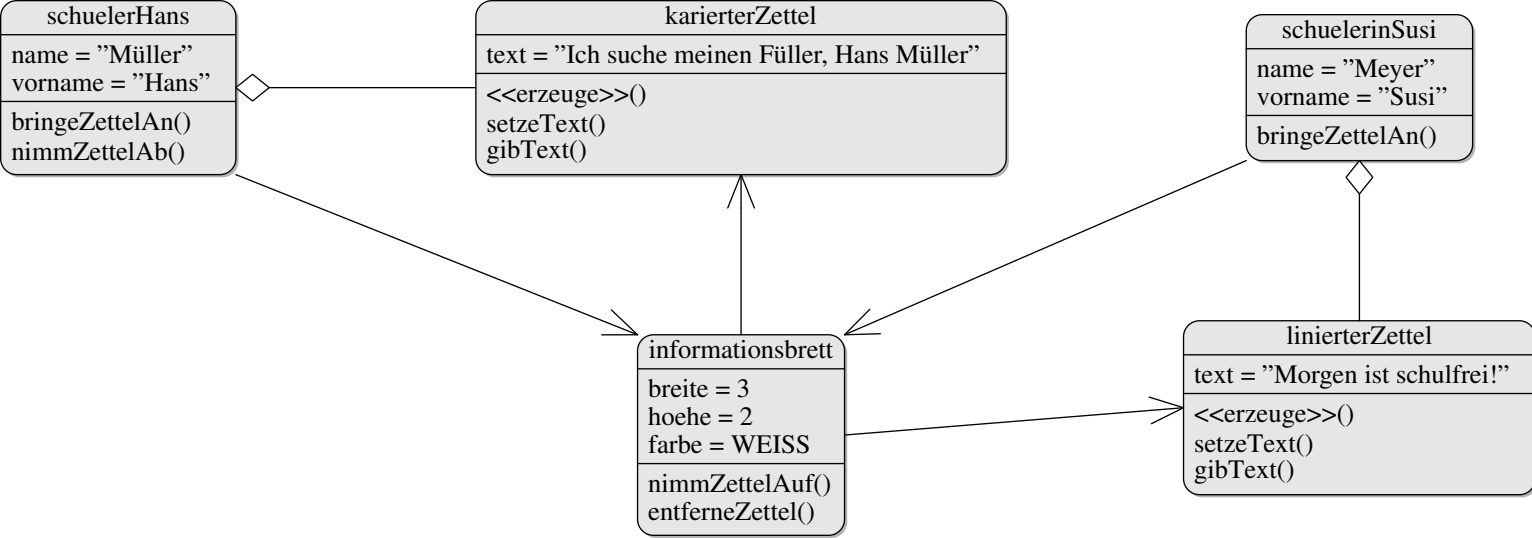 schuelerHans
name = ”Müller”
vorname = ”Hans”
bringeZettelAn()
nimmZettelAb()
karierterZettel
text = ”Ich suche meinen Füller, Hans Müller”
<<erzeuge>>()
setzeText()
gibText()
schuelerinSusi
name = ”Meyer”
vorname = ”Susi”
bringeZettelAn()
informationsbrett
breite = 3
hoehe = 2
farbe = WEISS
nimmZettelAuf()
entferneZettel()
linierterZettel
text = ”Morgen ist schulfrei!”
<<erzeuge>>()
setzeText()
gibText()